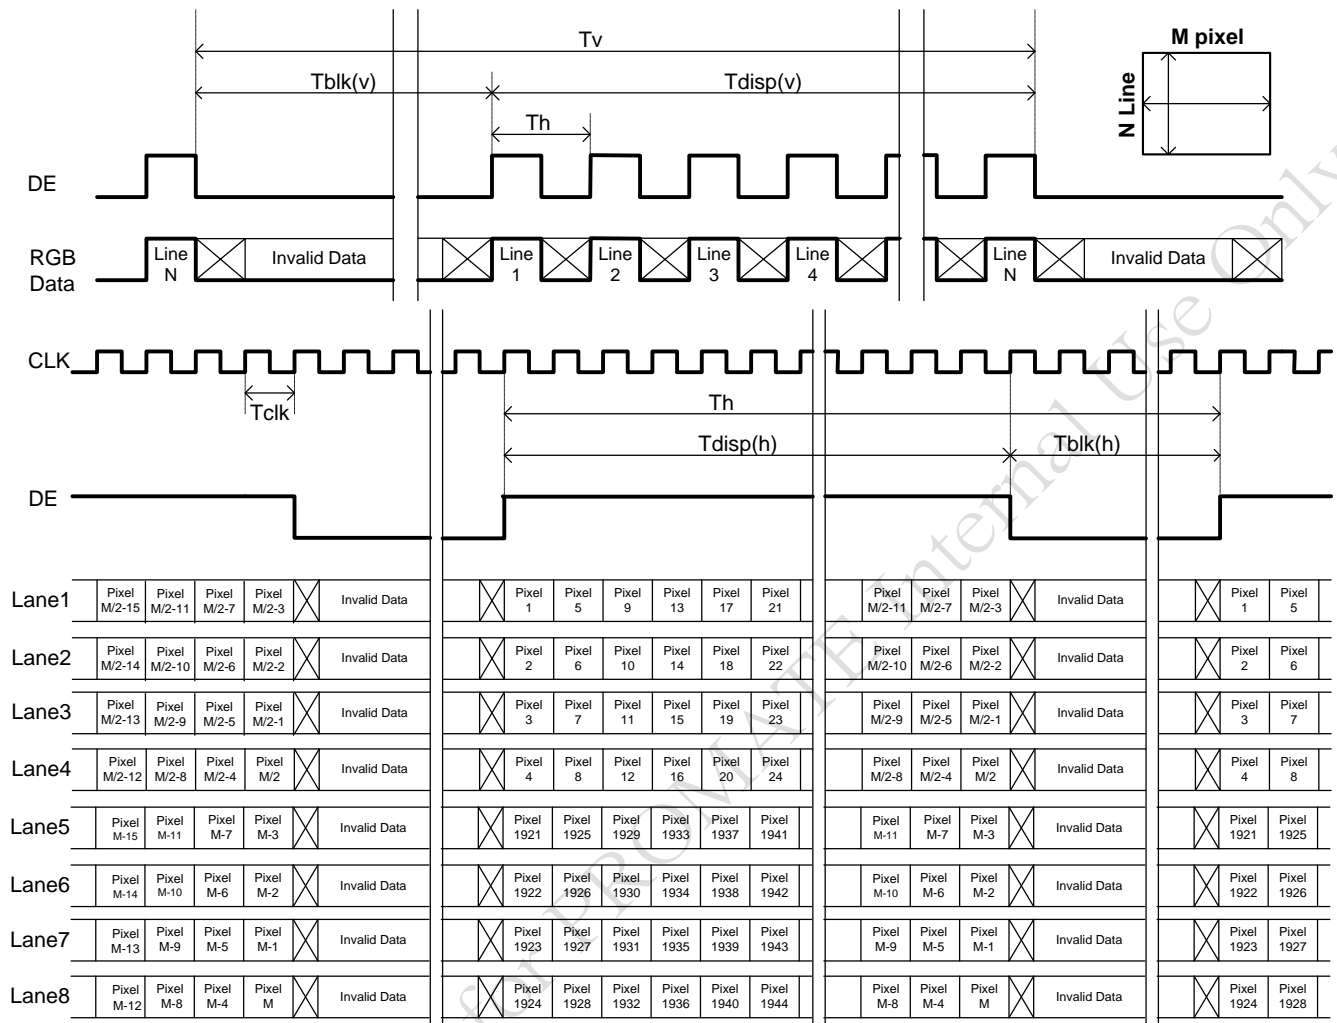 Tv
M pixel
Tblk(v)
Tdisp(v)
N Line
Th
DE
RGB Data
Line N
Invalid Data
Line 1
Line 2
Line 3
Line 4
Line N
Invalid Data
CLK
Tclk
Th
Tdisp(h)
Tblk(h)
DE
Lane1 Pixel M/2-15 Pixel M/2-11 Pixel M/2-7 Pixel M/2-3 Invalid Data Pixel 1 Pixel 5 Pixel 9 Pixel 13 Pixel 17 Pixel 21 Pixel M/2-11 Pixel M/2-7 Pixel M/2-3 Invalid Data Pixel 1 Pixel 5
Lane2 Pixel M/2-14 Pixel M/2-10 Pixel M/2-6 Pixel M/2-2 Invalid Data Pixel 2 Pixel 6 Pixel 10 Pixel 14 Pixel 18 Pixel 22 Pixel M/2-10 Pixel M/2-6 Pixel M/2-2 Invalid Data Pixel 2 Pixel 6
Lane3 Pixel M/2-13 Pixel M/2-9 Pixel M/2-5 Pixel M/2-1 Invalid Data Pixel 3 Pixel 7 Pixel 11 Pixel 15 Pixel 19 Pixel 23 Pixel M/2-9 Pixel M/2-5 Pixel M/2-1 Invalid Data Pixel 3 Pixel 7
Lane4 Pixel M/2-12 Pixel M/2-8 Pixel M/2-4 Pixel M/2 Invalid Data Pixel 4 Pixel 8 Pixel 12 Pixel 16 Pixel 20 Pixel 24 Pixel M/2-8 Pixel M/2-4 Pixel M/2 Invalid Data Pixel 4 Pixel 8
Lane5 Pixel M-15 Pixel M-11 Pixel M-7 Pixel M-3 Invalid Data Pixel 1921 Pixel 1925 Pixel 1929 Pixel 1933 Pixel 1937 Pixel 1941 Pixel M-11 Pixel M-7 Pixel M-3 Invalid Data Pixel 1921 Pixel 1925
Lane6 Pixel M-14 Pixel M-10 Pixel M-6 Pixel M-2 Invalid Data Pixel 1922 Pixel 1926 Pixel 1930 Pixel 1934 Pixel 1938 Pixel 1942 Pixel M-10 Pixel M-6 Pixel M-2 Invalid Data Pixel 1922 Pixel 1926
Lane7 Pixel M-13 Pixel M-9 Pixel M-5 Pixel M-1 Invalid Data Pixel 1923 Pixel 1927 Pixel 1931 Pixel 1935 Pixel 1939 Pixel 1943 Pixel M-9 Pixel M-5 Pixel M-1 Invalid Data Pixel 1923 Pixel 1927
Lane8 Pixel M-12 Pixel M-8 Pixel M-4 Pixel M Invalid Data Pixel 1924 Pixel 1928 Pixel 1932 Pixel 1936 Pixel 1940 Pixel 1944 Pixel M-8 Pixel M-4 Pixel M Invalid Data Pixel 1924 Pixel 1928
for PROMATE Internal Use Only